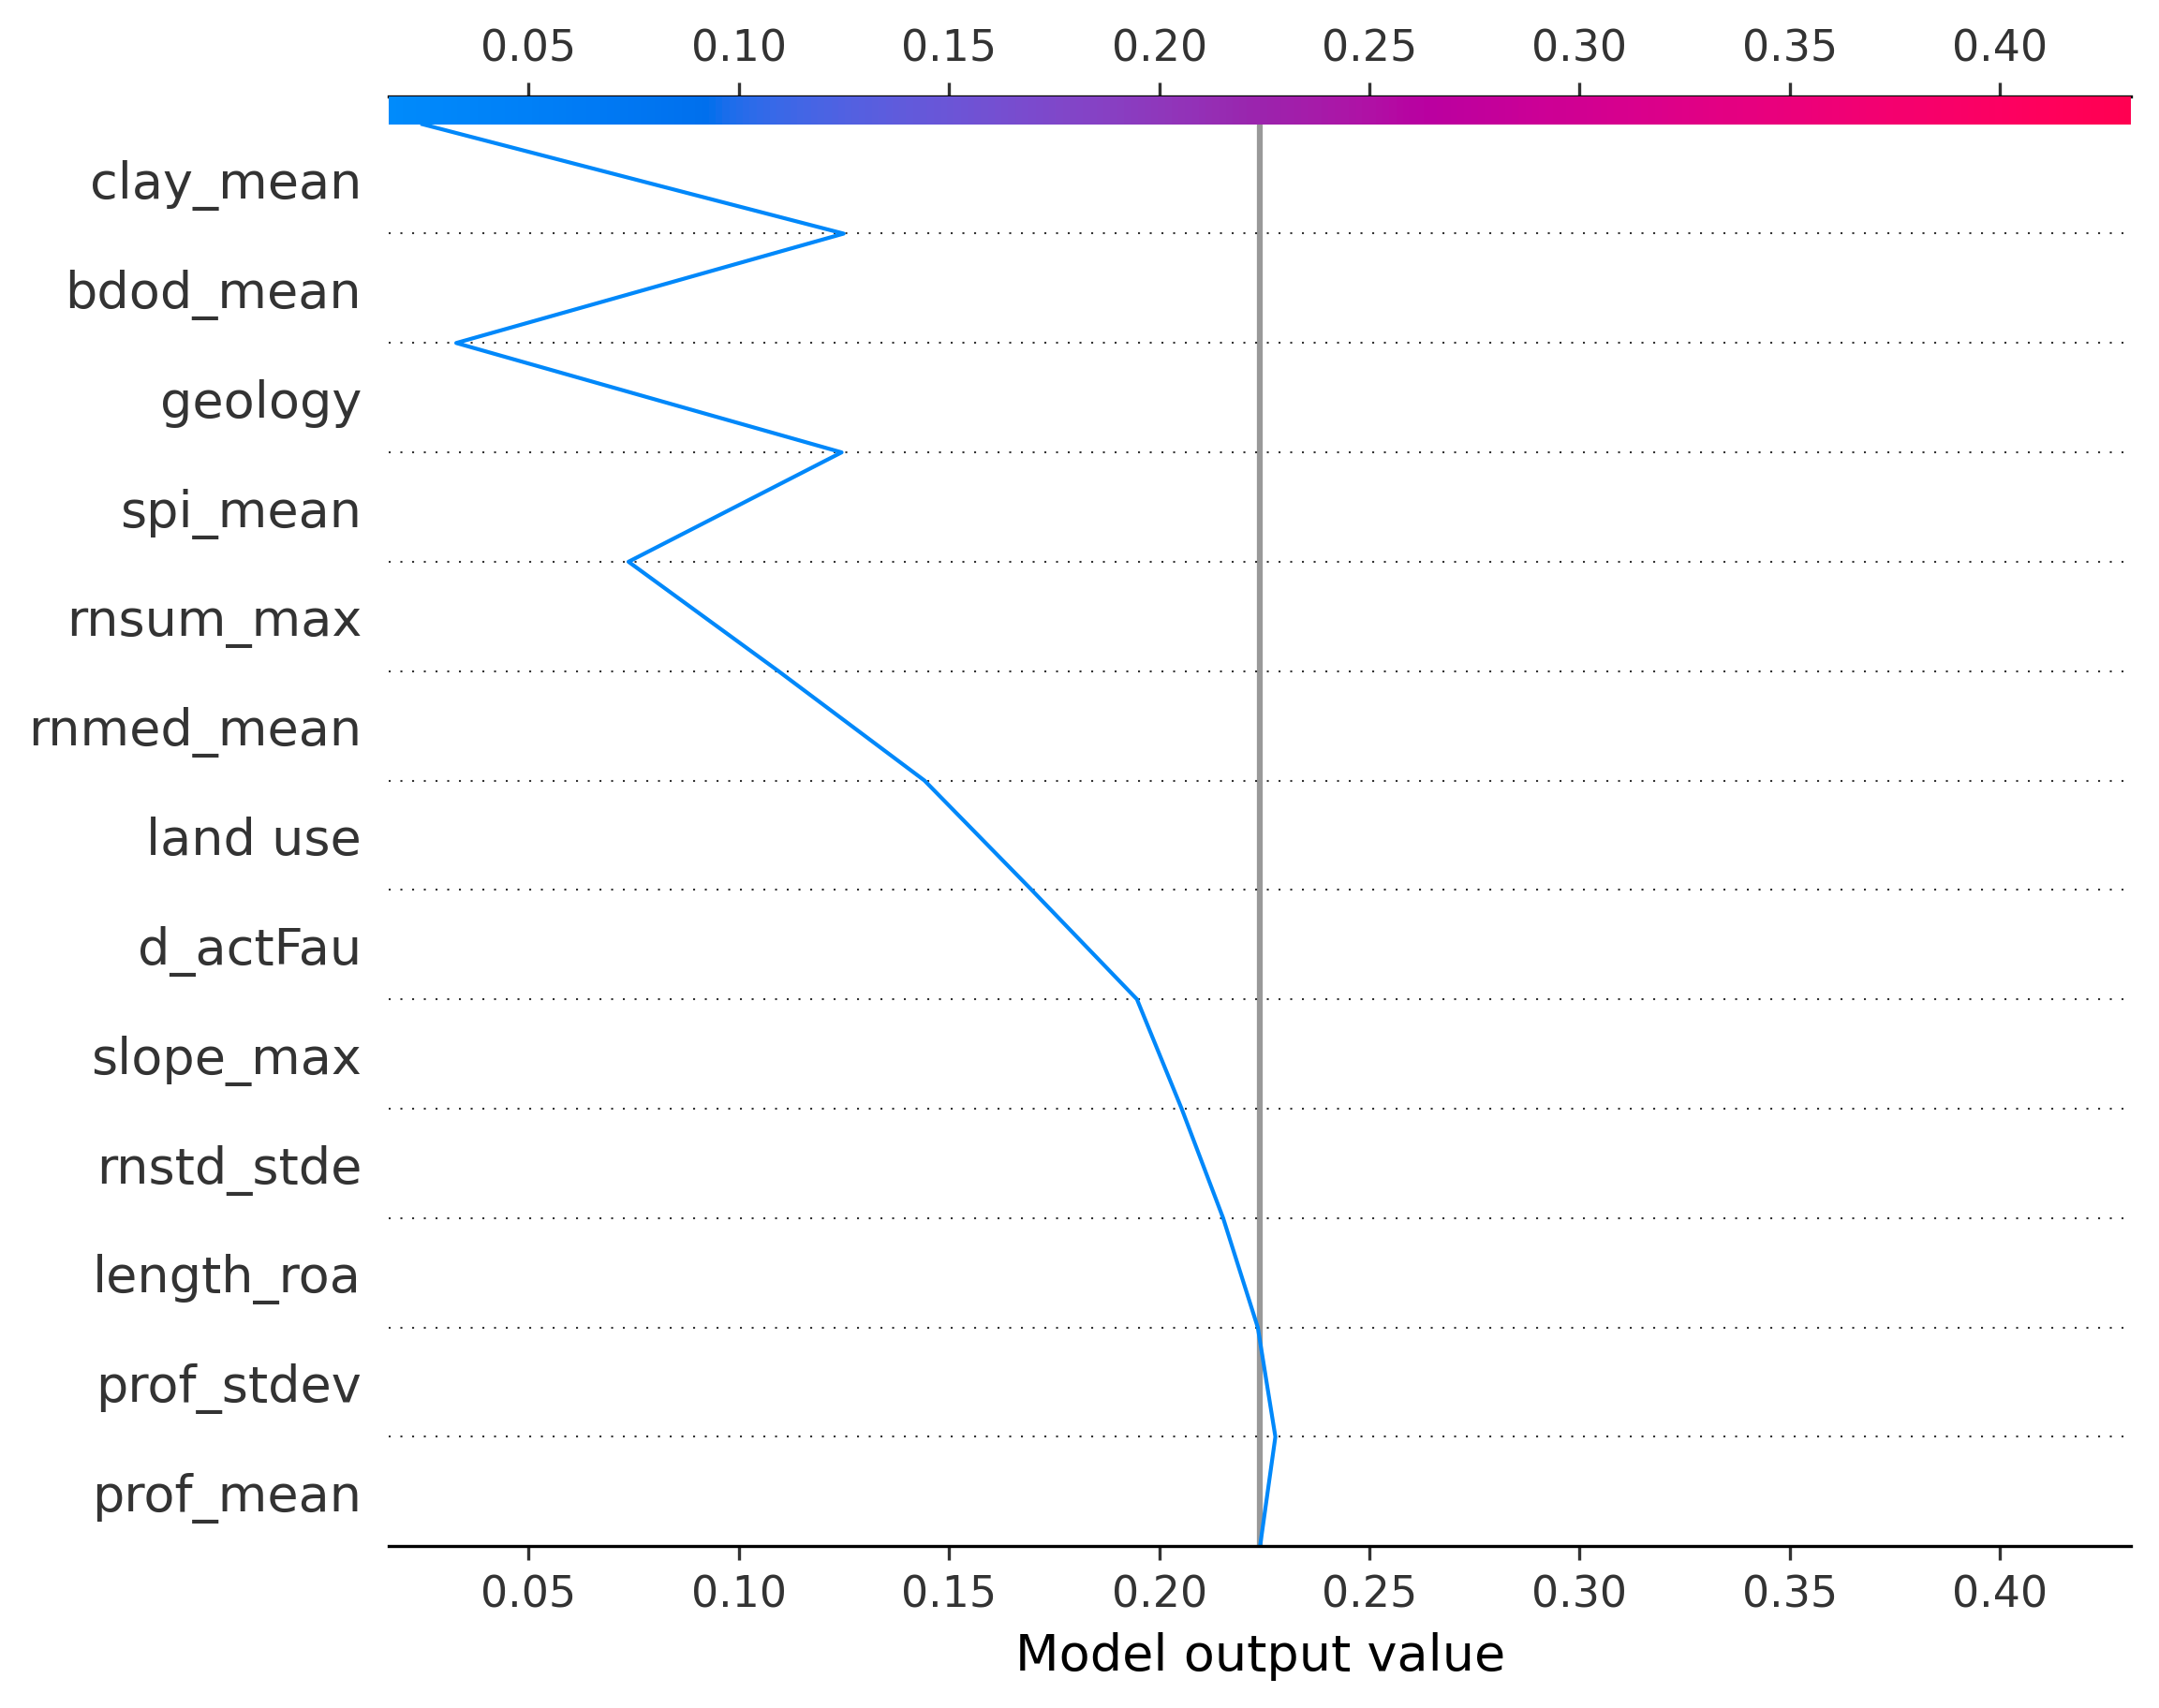 0.05 0.10 0.15 0.20 0.25 0.30 0.35 0.40
clay_mean
bdod_mean
geology
spi_mean
rnsum_max
rnmed_mean
land use
d_actFau
slope_max
rnstd_stde
length_roa
prof_stdev
prof_mean
0.05 0.10 0.15 0.20 0.25 0.30 0.35 0.40
Model output value